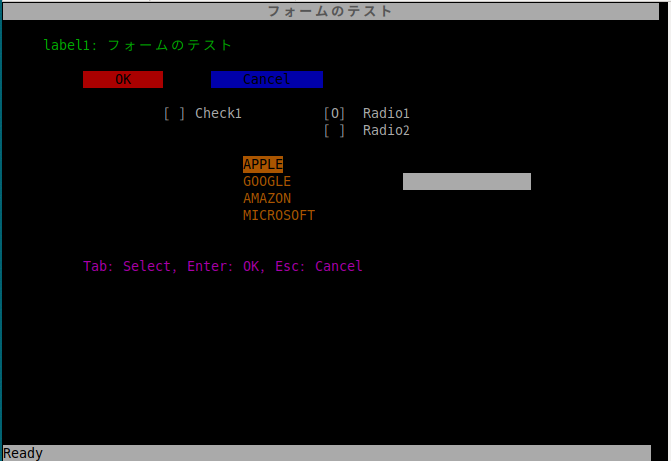 フォームのテスト
label1: フォームのテスト
OK Cancel
[ ] Check1 [O] Radio1
[ ] Radio2
APPLE
GOOGLE
AMAZON
MICROSOFT
Tab: Select, Enter: OK, Esc: Cancel
Ready